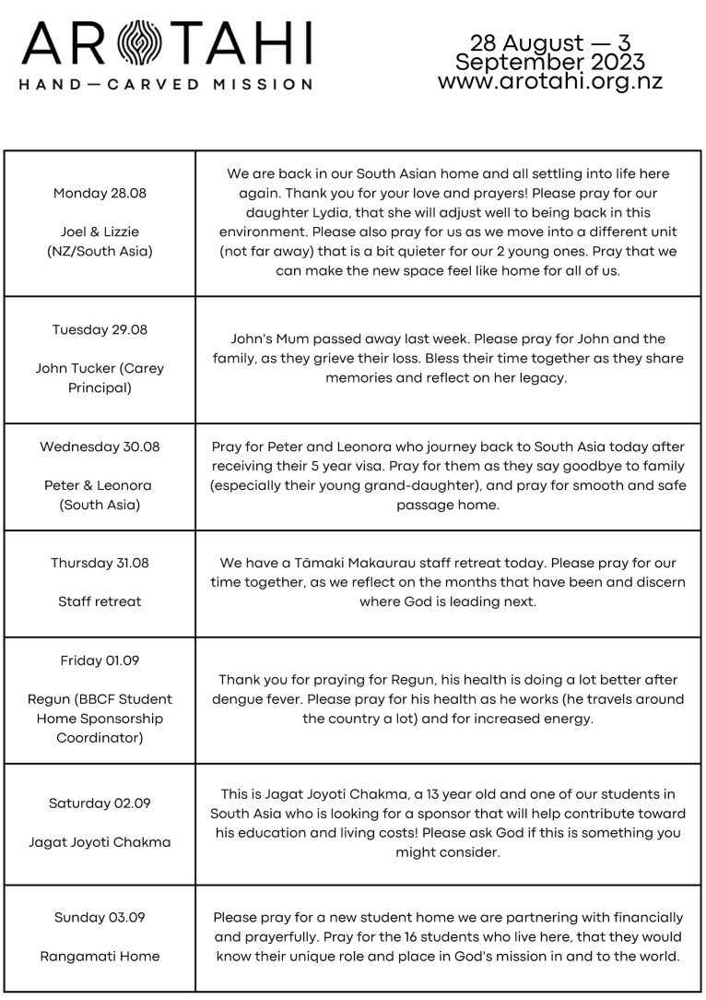 AROTAHI
HAND—CARVED MISSION
28 August — 3
September 2023
www.arotahi.org.nz
Monday 28.08
Joel & Lizzie
(NZ/South Asia)
We are back in our South Asian home and all settling into life here
again. Thank you for your love and prayers! Please pray for our
daughter Lydia, that she will adjust well to being back in this
environment. Please also pray for us as we move into a different unit
(not far away) that is a bit quieter for our 2 young ones. Pray that we
can make the new space feel like home for all of us.
Tuesday 29.08
John Tucker (Carey
Principal)
John's Mum passed away last week. Please pray for John and the
family, as they grieve their loss. Bless their time together as they share
memories and reflect on her legacy.
Wednesday 30.08
Peter & Leonora
(South Asia)
Pray for Peter and Leonora who journey back to South Asia today after
receiving their 5 year visa. Pray for them as they say goodbye to family
(especially their young grand-daughter), and pray for smooth and safe
passage home.
Thursday 31.08
Staff retreat
We have a Tāmaki Makaurau staff retreat today. Please pray for our
time together, as we reflect on the months that have been and discern
where God is leading next.
Friday 01.09
Regun (BBCF Student
Home Sponsorship
Coordinator)
Thank you for praying for Regun, his health is doing a lot better after
dengue fever. Please pray for his health as he works (he travels around
the country a lot) and for increased energy.
Saturday 02.09
Jagat Joyoti Chakma
This is Jagat Joyoti Chakma, a 13 year old and one of our students in
South Asia who is looking for a sponsor that will help contribute toward
his education and living costs! Please ask God if this is something you
might consider.
Sunday 03.09
Rangamati Home
Please pray for a new student home we are partnering with financially
and prayerfully. Pray for the 16 students who live here, that they would
know their unique role and place in God's mission in and to the world.